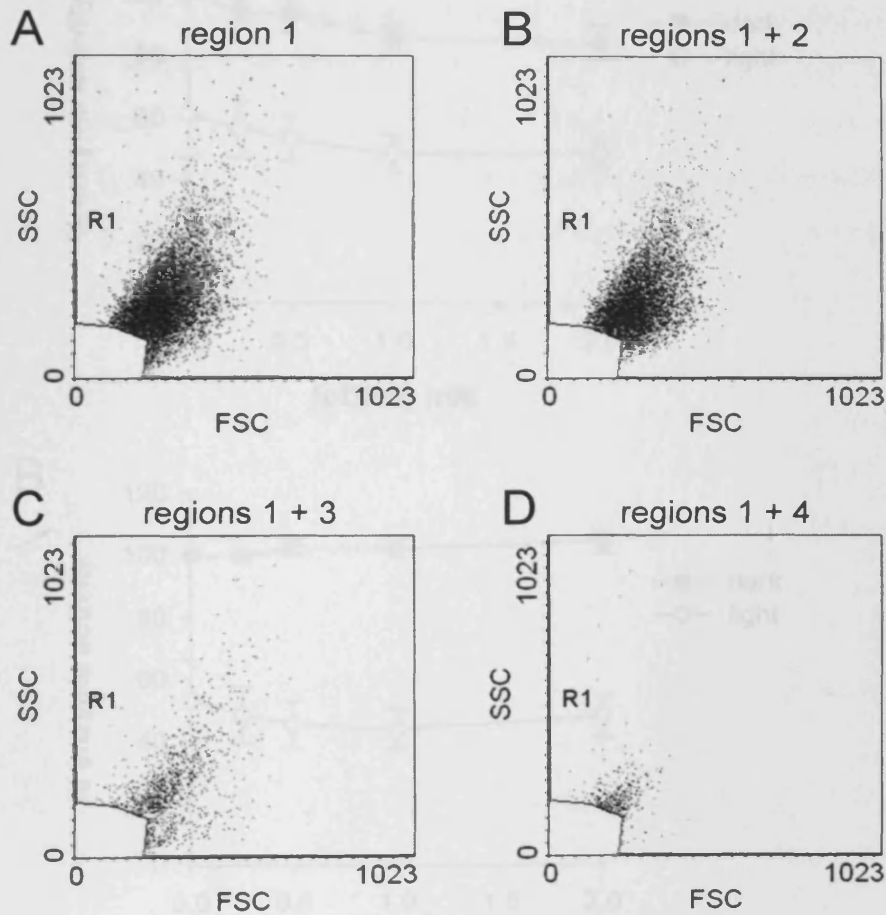 A
region 1
1023
SSC
R1
0
0
1023
FSC
B
regions 1 + 2
1023
SSC
R1
0
0
1023
FSC
C
regions 1 + 3
1023
SSC
R1
0
0
1023
FSC
D
regions 1 + 4
1023
SSC
R1
0
0
1023
FSC